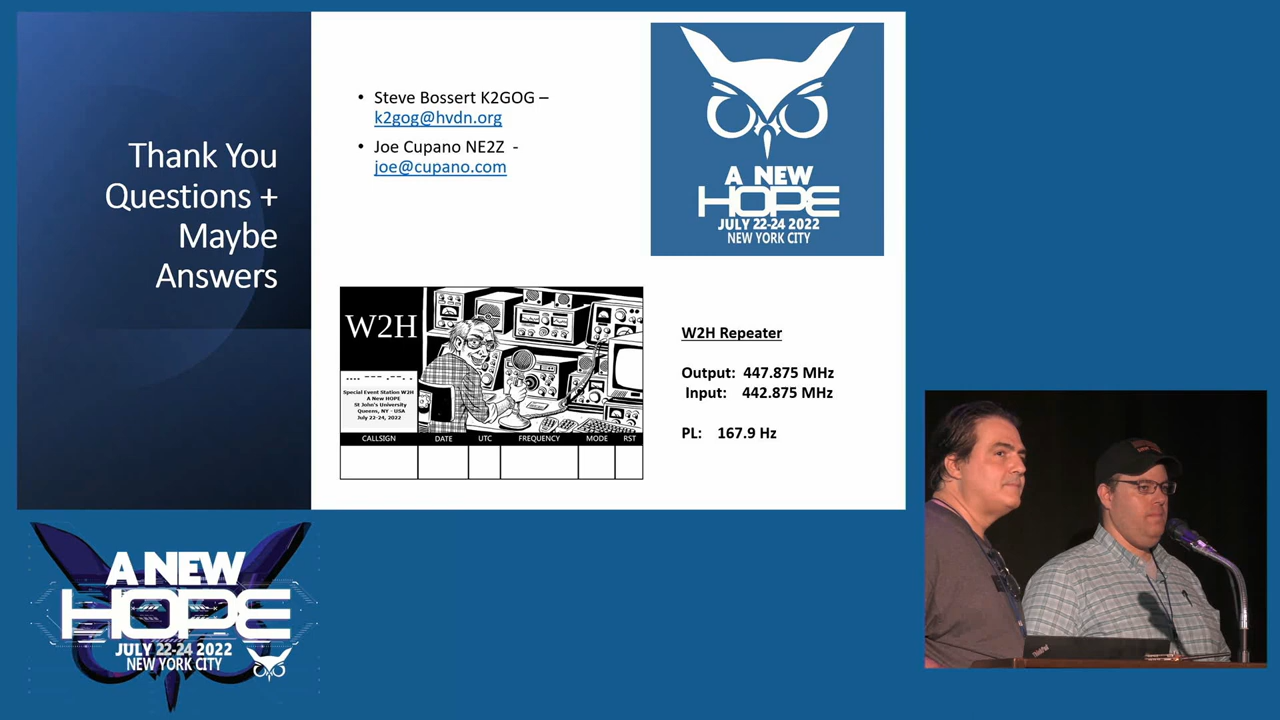 Thank You
Questions +
Maybe
Answers
• Steve Bossert K2GOG –
k2gog@hvdn.org
• Joe Cupano NE2Z -
joe@cupano.com
A NEW
HOPE
JULY 22-24 2022
NEW YORK CITY
W2H
.... --- .--. .
Special Event Station W2H
A New HOPE
St John's University
Queens, NY - USA
July 22-24, 2022
CALLSIGN DATE UTC FREQUENCY MODE RST
W2H Repeater
Output: 447.875 MHz
Input: 442.875 MHz
PL: 167.9 Hz
A NEW
HOPE
JULY 22-24 2022
NEW YORK CITY
ThinkPad